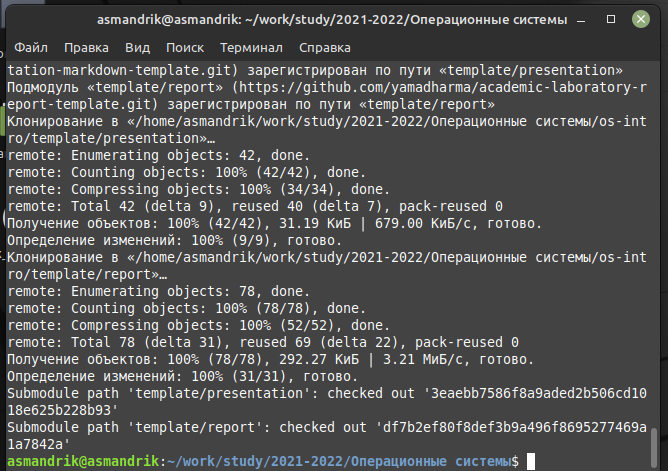 asmandrik@asmandrik: ~/work/study/2021-2022/Операционные системы
Файл Правка Вид Поиск Терминал Справка
tation-markdown-template.git) зарегистрирован по пути «template/presentation»
Подмодуль «template/report» (https://github.com/yamadharma/academic-laboratory-r
eport-template.git) зарегистрирован по пути «template/report»
Клонирование в «/home/asmandrik/work/study/2021-2022/Операционные системы/os-int
ro/template/presentation»…
remote: Enumerating objects: 42, done.
remote: Counting objects: 100% (42/42), done.
remote: Compressing objects: 100% (34/34), done.
remote: Total 42 (delta 9), reused 40 (delta 7), pack-reused 0
Получение объектов: 100% (42/42), 31.19 КиБ | 679.00 КиБ/с, готово.
Определение изменений: 100% (9/9), готово.
Клонирование в «/home/asmandrik/work/study/2021-2022/Операционные системы/os-int
ro/template/report»…
remote: Enumerating objects: 78, done.
remote: Counting objects: 100% (78/78), done.
remote: Compressing objects: 100% (52/52), done.
remote: Total 78 (delta 31), reused 69 (delta 22), pack-reused 0
Получение объектов: 100% (78/78), 292.27 КиБ | 3.21 МиБ/с, готово.
Определение изменений: 100% (31/31), готово.
Submodule path 'template/presentation': checked out '3eaebb7586f8a9aded2b506cd10
18e625b228b93'
Submodule path 'template/report': checked out 'df7b2ef80f8def3b9a496f8695277469a
1a7842a'
asmandrik@asmandrik:~/work/study/2021-2022/Операционные системы$